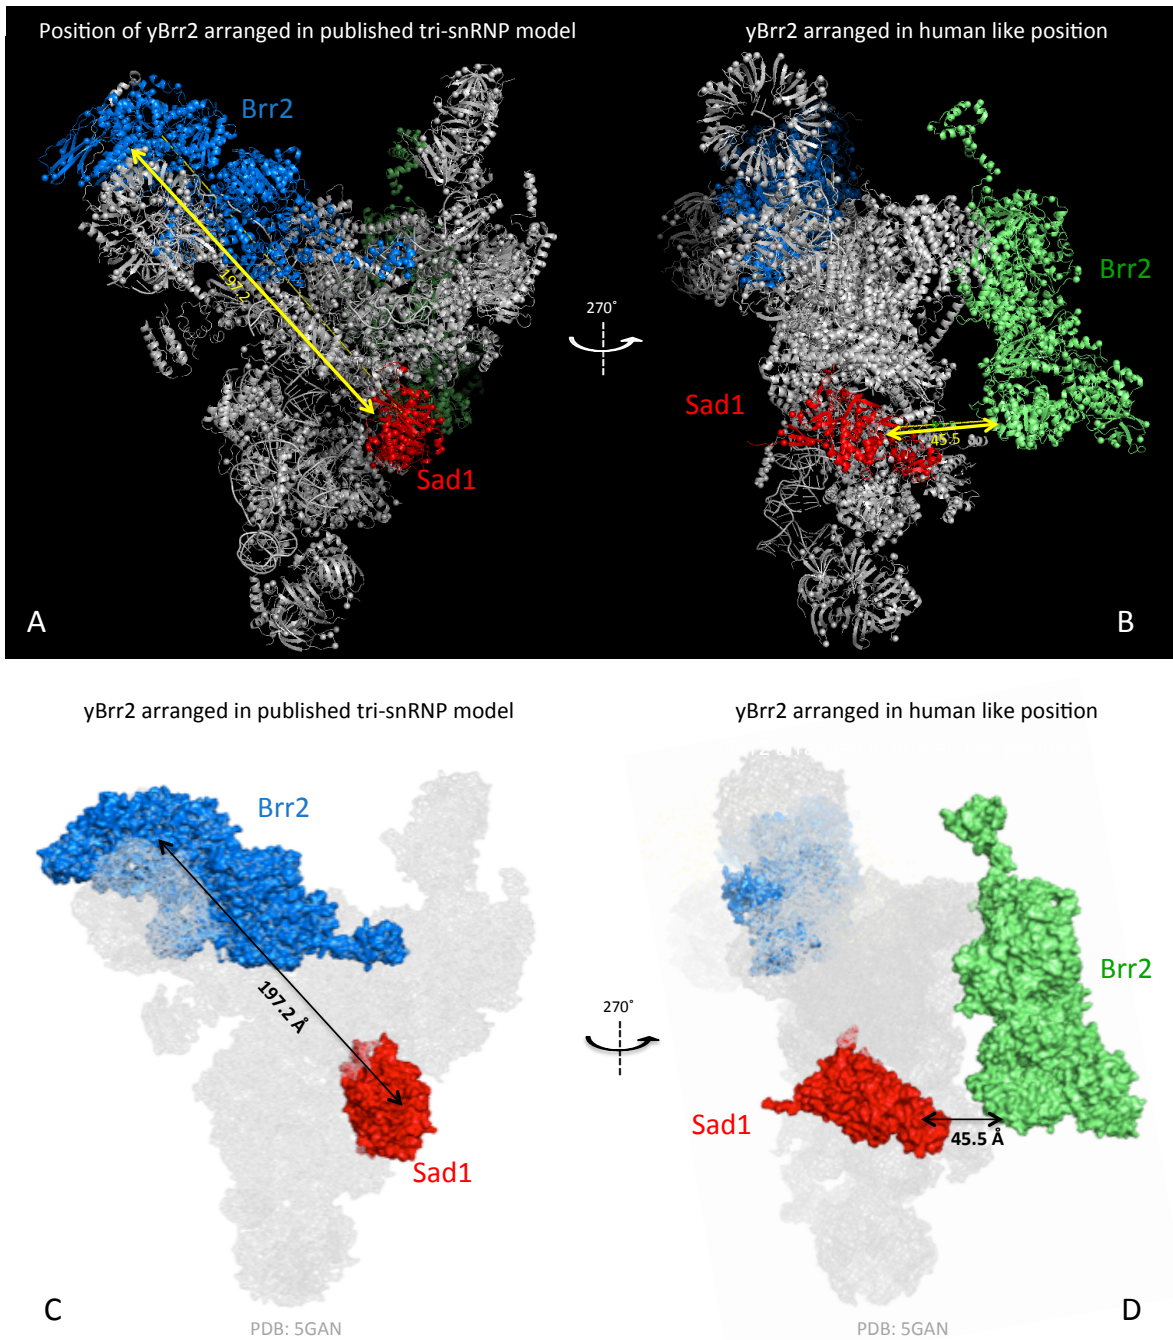 Position of yBrr2 arranged in published tri-snRNP model
yBrr2 arranged in human like position
Brr2
197.2
Sad1
A
270°
Brr2
Sad1
45.5
B
yBrr2 arranged in published tri-snRNP model
yBrr2 arranged in human like position
Brr2
197.2 Å
Sad1
C
PDB: 5GAN
270°
Brr2
Sad1
45.5 Å
D
PDB: 5GAN